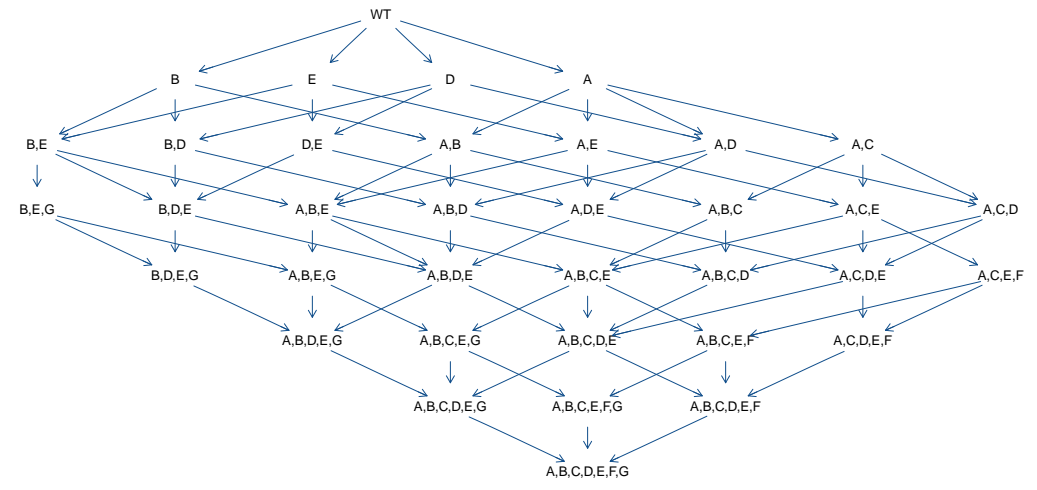 WT
B E D A
B,E B,D D,E A,B A,E A,D A,C
B,E,G B,D,E A,B,E A,B,D A,D,E A,B,C A,C,E A,C,D
B,D,E,G A,B,E,G A,B,D,E A,B,C,E A,B,C,D A,C,D,E A,C,E,F
A,B,D,E,G A,B,C,E,G A,B,C,D,E A,B,C,E,F A,C,D,E,F
A,B,C,D,E,G A,B,C,E,F,G A,B,C,D,E,F
A,B,C,D,E,F,G